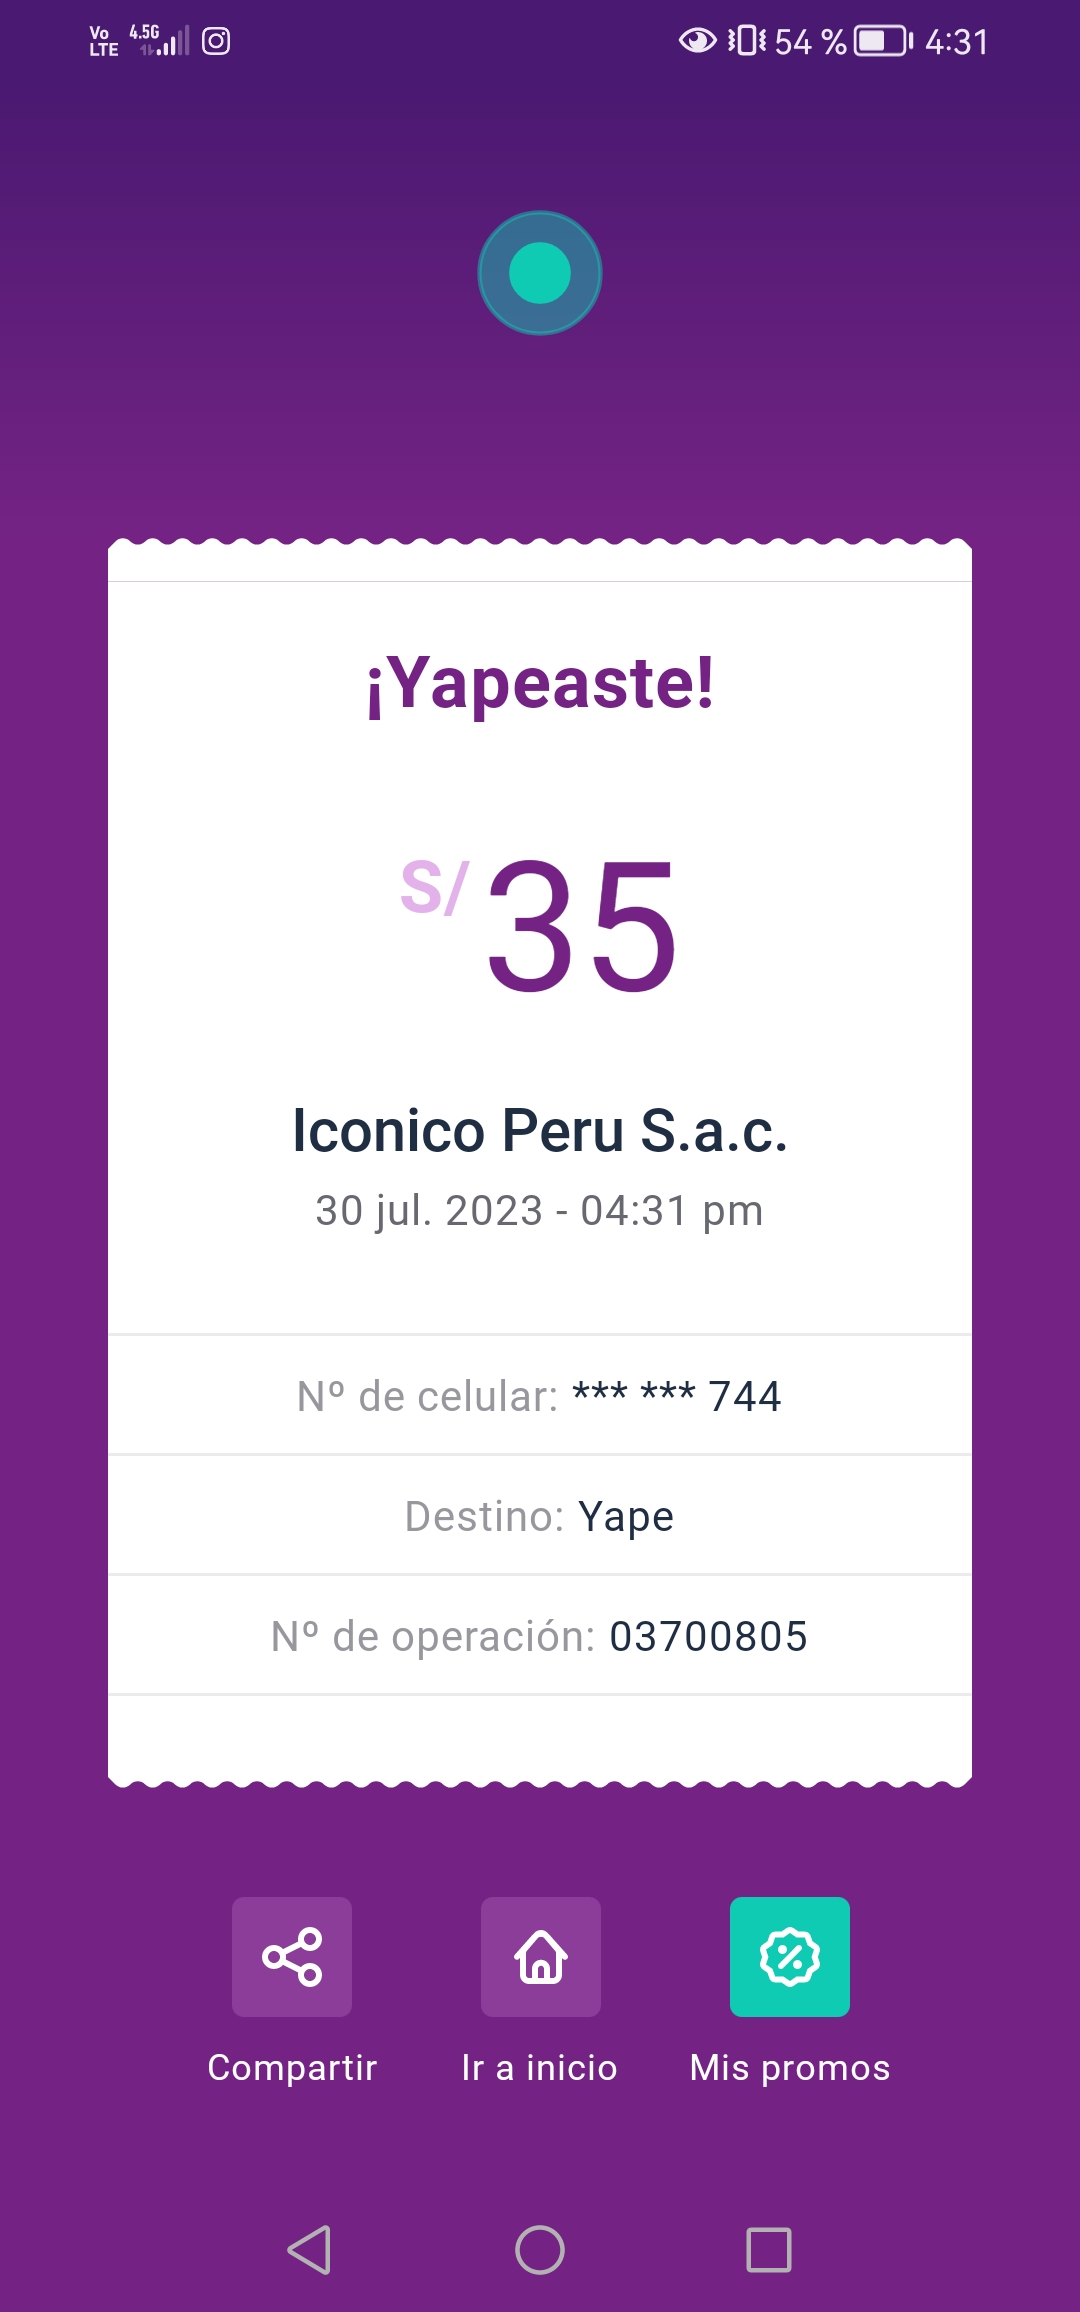 Vo LTE 4.5G 54 % 4:31
¡Yapeaste!
S/ 35
Iconico Peru S.a.c.
30 jul. 2023 - 04:31 pm
Nº de celular: *** *** 744
Destino: Yape
Nº de operación: 03700805
Compartir Ir a inicio Mis promos